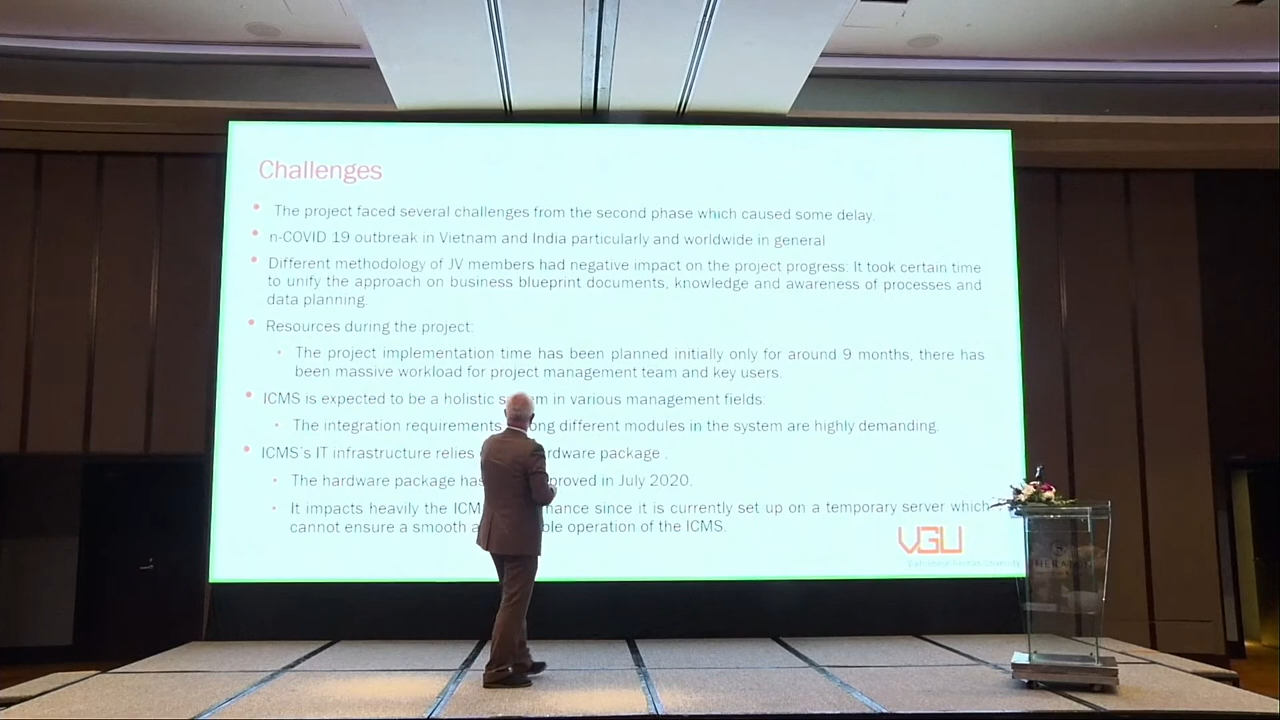 Challenges
The project faced several challenges from the second phase which caused some delay.
n-COVID 19 outbreak in Vietnam and India particularly and worldwide in general
Different methodology of JV members had negative impact on the project progress: It took certain time
to unify the approach on business blueprint documents, knowledge and awareness of processes and
data planning.
Resources during the project:
The project implementation time has been planned initially only for around 9 months, there has
been massive workload for project management team and key users.
ICMS is expected to be a holistic in various management fields:
The integration requirements different modules in the system are highly demanding.
ICMS's IT infrastructure relies package .
The hardware package has in July 2020.
It impacts heavily the since it is currently set up on a temporary server which
cannot ensure a smooth operation of the ICMS.
VGU
Vietnamese-German University
SHERATON